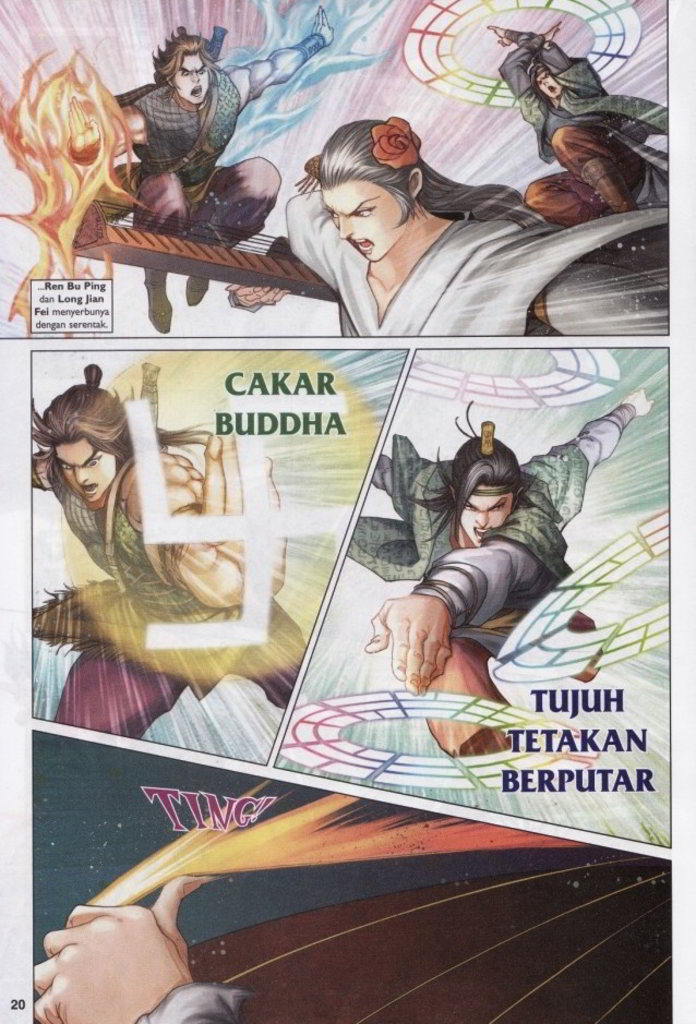 ...Ren Bu Ping
dan Long Jian
Fei menyerbunya
dengan serentak.
CAKAR
BUDDHA
TUJUH
TETAKAN
BERPUTAR
TING!
20